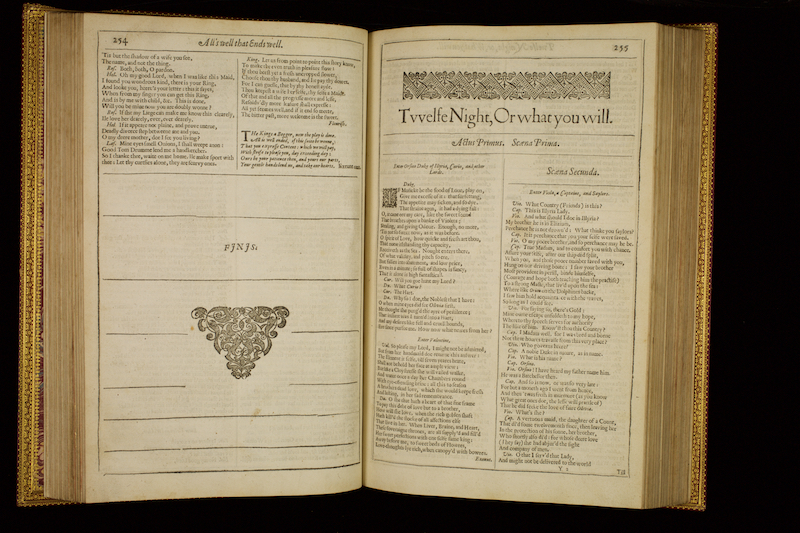 254
All's well that Ends well.
'Tis but the shadow of a wife you see,
The name, and not the thing.
Ros. Both, both, O pardon.
Hel. Oh my good Lord, when I was like this Maid,
I found you wondrous kind, there is your Ring,
And looke you, heere's your letter: this it sayes,
When from my finger you can get this Ring,
And is by me with childe, &c. This is done,
Will you be mine now you are doubly wonne?
Ros. If she my Liege can make me know this clearly,
Ile loue her dearely, euer, euer dearly.
Hel. If it appeare not plaine, and proue vntrue,
Deadly diuorce step betweene me and you.
O my deere mother, do I see you liuing?
Laf. Mine eyes smell Onions, I shall weepe anon:
Good Tom Drumme lend me a handkercher.
So I thanke thee, waite on me home, Ile make sport with
thee: Let thy curtsies alone, they are scuruy ones.
King. Let vs from point to point this storie know,
To make the euen truth in pleasure flow:
If thou beest yet a fresh vncropped flower,
Choose thou thy husband, and Ile pay thy dower.
For I can guesse, that by thy honest ayde,
Thou keptst a wife her selfe, thy selfe a Maide.
Of that and all the progresse more and lesse,
Resoluedly more leasure shall expresse:
All yet seemes well, and if it end so meete,
The bitter past, more welcome is the sweet.
Flourish.
THe Kings a Begger, now the play is done,
All is well ended, if this suite be wonne,
That you expresse Content: which we will pay,
With strife to please you, day exceeding day:
Ours be your patience then, and yours our parts,
Your gentle hands lend vs, and take our hearts.
Exeunt omn.
FINIS.
255
Twelfe Night, Or what you will.
Actus Primus. Scæna Prima.
Enter Orsino Duke of Illyria, Curio, and other
Lords.
Duke.
IF Musicke be the food of Loue, play on,
Giue me excesse of it: that surfetting,
The appetite may sicken, and so dye.
That straine agen, it had a dying fall:
O, it came ore my eare, like the sweet sound
That breathes vpon a banke of Violets;
Stealing, and giuing Odour. Enough, no more,
'Tis not so sweet now, as it was before.
O spirit of Loue, how quicke and fresh art thou,
That notwithstanding thy capacitie,
Receiueth as the Sea. Nought enters there,
Of what validity, and pitch so ere,
But falles into abatement, and low price
Euen in a minute; so full of shapes is fancie,
That it alone, is high fantasticall.
Cu. Will you go hunt my Lord?
Du. What Curio?
Cu. The Hart.
Du. Why so I do, the Noblest that I haue:
O when mine eyes did see Oliuia first,
Me thought she purg'd the ayre of pestilence;
That instant was I turn'd into a Hart,
And my desires like fell and cruell hounds,
Ere since pursue me. How now what newes from her?
Enter Valentine.
Val. So please my Lord, I might not be admitted,
But from her handmaid do returne this answer:
The Element it selfe, till seuen yeares heate,
Shall not behold her face at ample view:
But like a Cloystresse she will vailed walke,
And water once a day her Chamber round
With eye-offending brine: all this to season
A brothers dead loue, which she would keepe fresh
And lasting, in her sad remembrance.
Du. O she that hath a heart of that fine frame
To pay this debt of loue but to a brother,
How will she loue, when the rich golden shaft
Hath kill'd the flocke of all affections else
That liue in her. When Liuer, Braine, and Heart,
These soueraigne thrones, are all supply'd and fill'd
Her sweete perfections with one selfe king:
Away before me, to sweet beds of Flowres,
Loue-thoughts lye rich, when canopy'd with bowres.
Exeunt
Scæna Secunda.
Enter Viola, a Captaine, and Saylors.
Vio. What Country (Friends) is this?
Cap. This is Illyria Ladie.
Vio. And what should I do in Illyria?
My brother he is in Elizium,
Perchance he is not drown'd: What thinke you saylors?
Cap. It is perchance that you your selfe were saued.
Vio. O my poore brother, and so perchance may he be.
Cap. True Madam, and to comfort you with chance,
Assure your selfe, after our ship did split,
When you, and those poore number saued with you,
Hung on our driuing boate: I saw your brother
Most prouident in perill, binde himselfe,
(Courage and hope both teaching him the practise)
To a strong Maste, that liu'd vpon the sea:
Where like Orion on the Dolphines backe,
I saw him hold acquaintance with the waues,
So long as I could see.
Vio. For saying so, there's Gold:
Mine owne escape vnfoldeth to my hope,
Whereto thy speech serues for authoritie
The like of him. Know'st thou this Countrey?
Cap. I Madam well, for I was bred and borne
Not three houres trauaile from this very place:
Vio. Who gouernes heere?
Cap. A noble Duke in nature, as in name.
Vio. What is his name?
Cap. Orsino.
Vio. Orsino: I haue heard my father name him.
He was a Batchellor then.
Cap. And so is now, or was so very late:
For but a month ago I went from hence,
And then 'twas fresh in murmure (as you know
What great ones do, the lesse will prattle of,)
That he did seeke the loue of faire Oliuia.
Vio. What's shee?
Cap. A vertuous maid, the daughter of a Count
That dide some tweluemonth since, then leauing her
In the protection of his sonne, her brother,
Who shortly also dide: for whose deere loue
(They say) she hath abiur'd the sight
And company of men.
Vio. O that I seru'd that Lady,
And might not be deliuered to the world
Y 2
Till